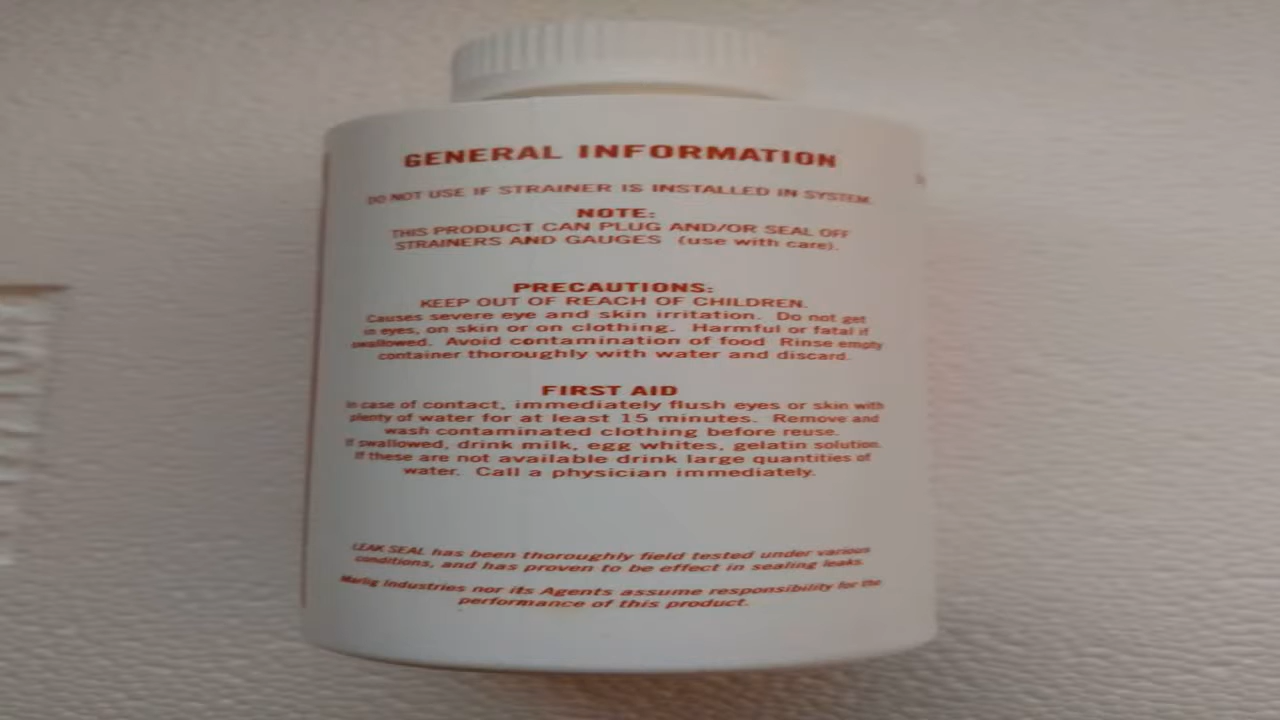 GENERAL INFORMATION
DO NOT USE IF STRAINER IS INSTALLED IN SYSTEM.
NOTE:
THIS PRODUCT CAN PLUG AND/OR SEAL OFF
STRAINERS AND GAUGES (use with care).
PRECAUTIONS:
KEEP OUT OF REACH OF CHILDREN.
Causes severe eye and skin irritation. Do not get
in eyes, on skin or on clothing. Harmful or fatal if
swallowed. Avoid contamination of food Rinse empty
container thoroughly with water and discard.
FIRST AID
In case of contact, immediately flush eyes or skin with
plenty of water for at least 15 minutes. Remove and
wash contaminated clothing before reuse.
If swallowed, drink milk, egg whites, gelatin solution.
If these are not available drink large quantities of
water. Call a physician immediately.
LEAK SEAL has been thoroughly field tested under various
conditions, and has proven to be effect in sealing leaks.
Marlig Industries nor its Agents assume responsibility for the
performance of this product.